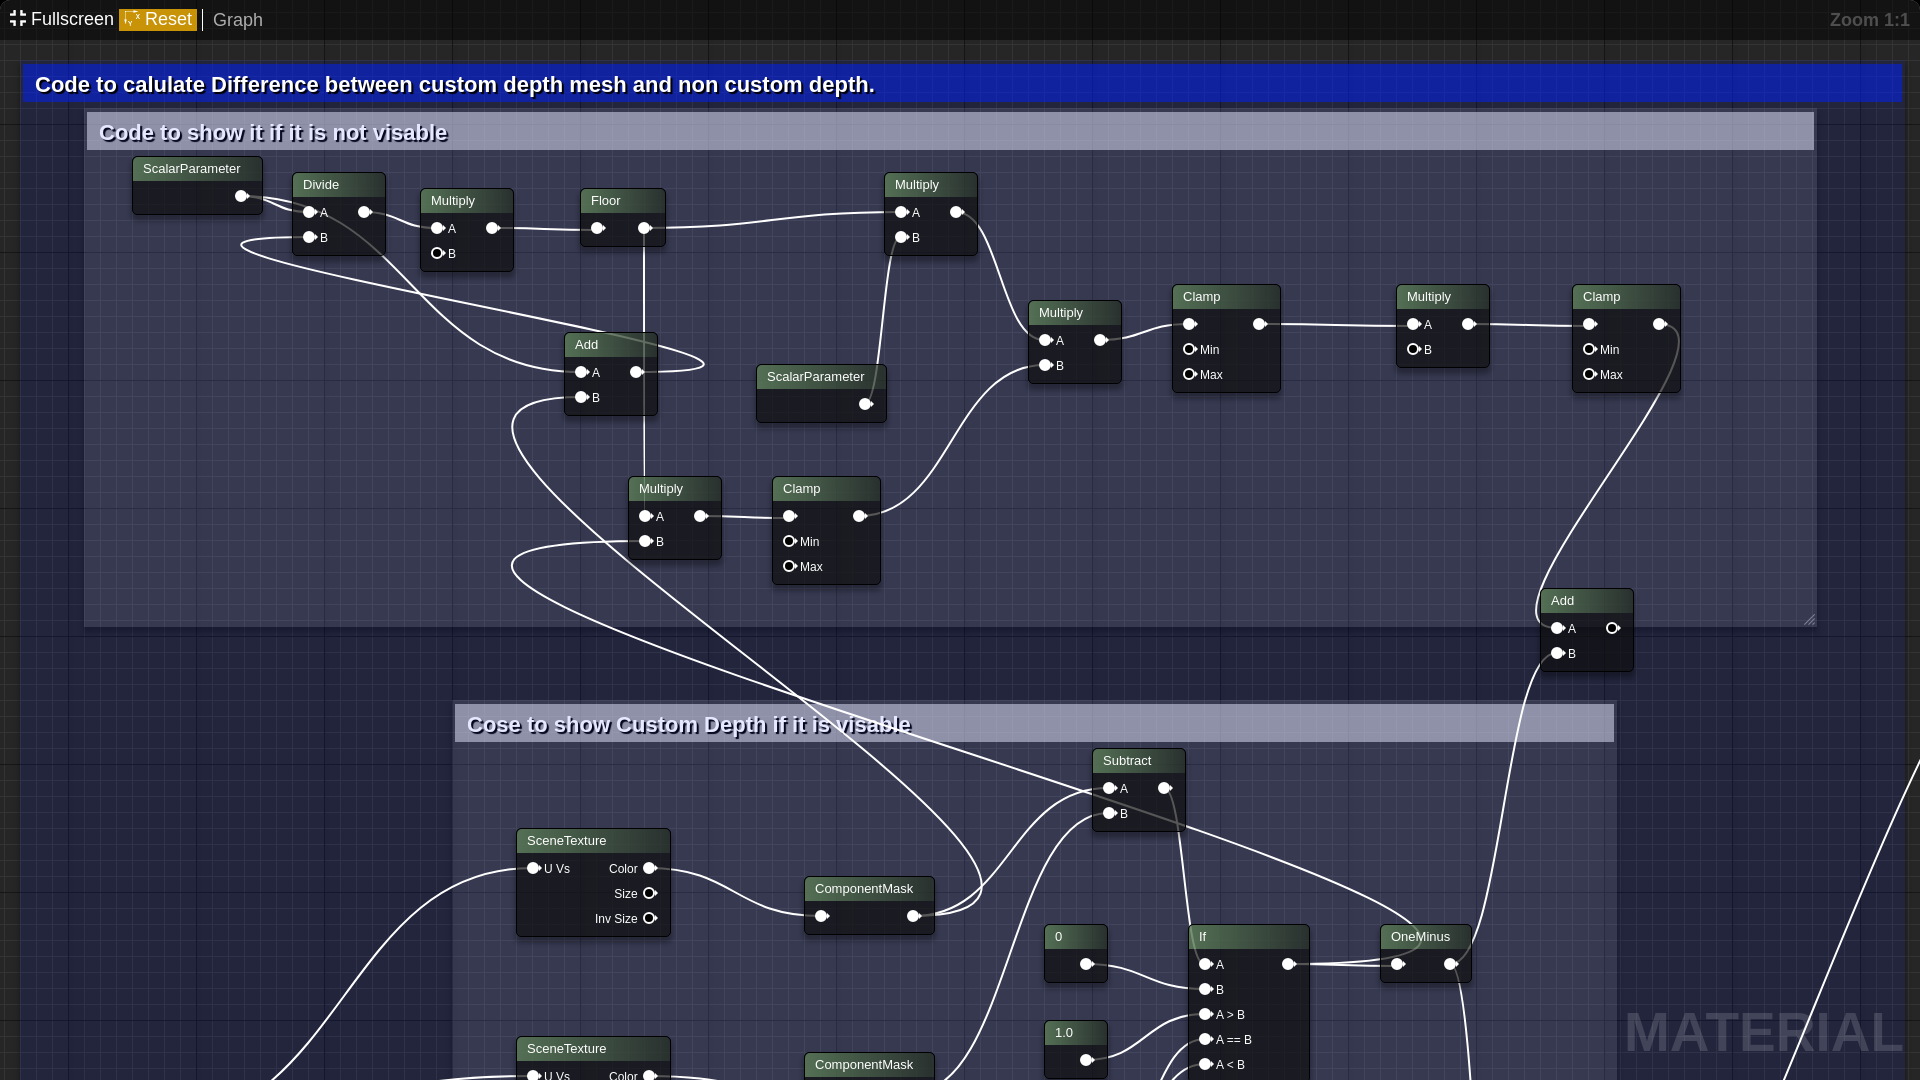 Fullscreen Reset Graph Zoom 1:1
Code to calulate Difference between custom depth mesh and non custom depth.
Code to show it if it is not visable
ScalarParameter
Divide
A
B
Multiply
A
B
Floor
Multiply
A
B
Multiply
A
B
Clamp
Min
Max
Multiply
A
B
Clamp
Min
Max
Add
A
B
ScalarParameter
Multiply
A
B
Clamp
Min
Max
Add
A
B
Cose to show Custom Depth if it is visable
Subtract
A
B
SceneTexture
U Vs Color
Size
Inv Size
ComponentMask
0
If
A
B
A > B
A == B
A < B
OneMinus
1.0
SceneTexture
U Vs Color
ComponentMask
MATERIAL